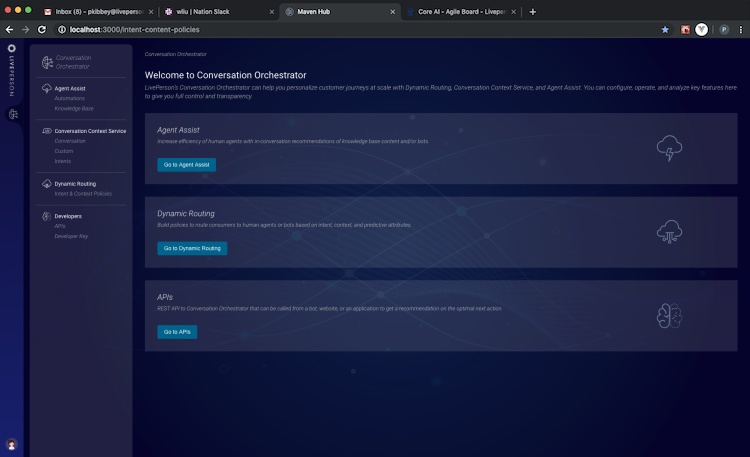 Inbox (8) - pkibbey@liveperson
wliu | Nation Slack
Maven Hub
Core AI - Agile Board - Livepers
localhost:3000/intent-content-policies
P
LIVEPERSON
Conversation
Orchestrator
Agent Assist
Automations
Knowledge Base
Conversation Context Service
Conversation
Custom
Intents
Dynamic Routing
Intent & Context Policies
Developers
APIs
Developer Key
Conversation Orchestrator
Welcome to Conversation Orchestrator
LivePerson's Conversation Orchestrator can help you personalize customer journeys at scale with Dynamic Routing, Conversation Context Service, and Agent Assist. You can configure, operate, and analyze key features here
to give you full control and transparency.
Agent Assist
Increase efficiency of human agents with in-conversation recommendations of knowledge base content and/or bots.
Go to Agent Assist
Dynamic Routing
Build policies to route consumers to human agents or bots based on intent, context, and predictive attributes.
Go to Dynamic Routing
APIs
REST API to Conversation Orchestrator that can be called from a bot, website, or an application to get a recommendation on the optimal next action.
Go to APIs